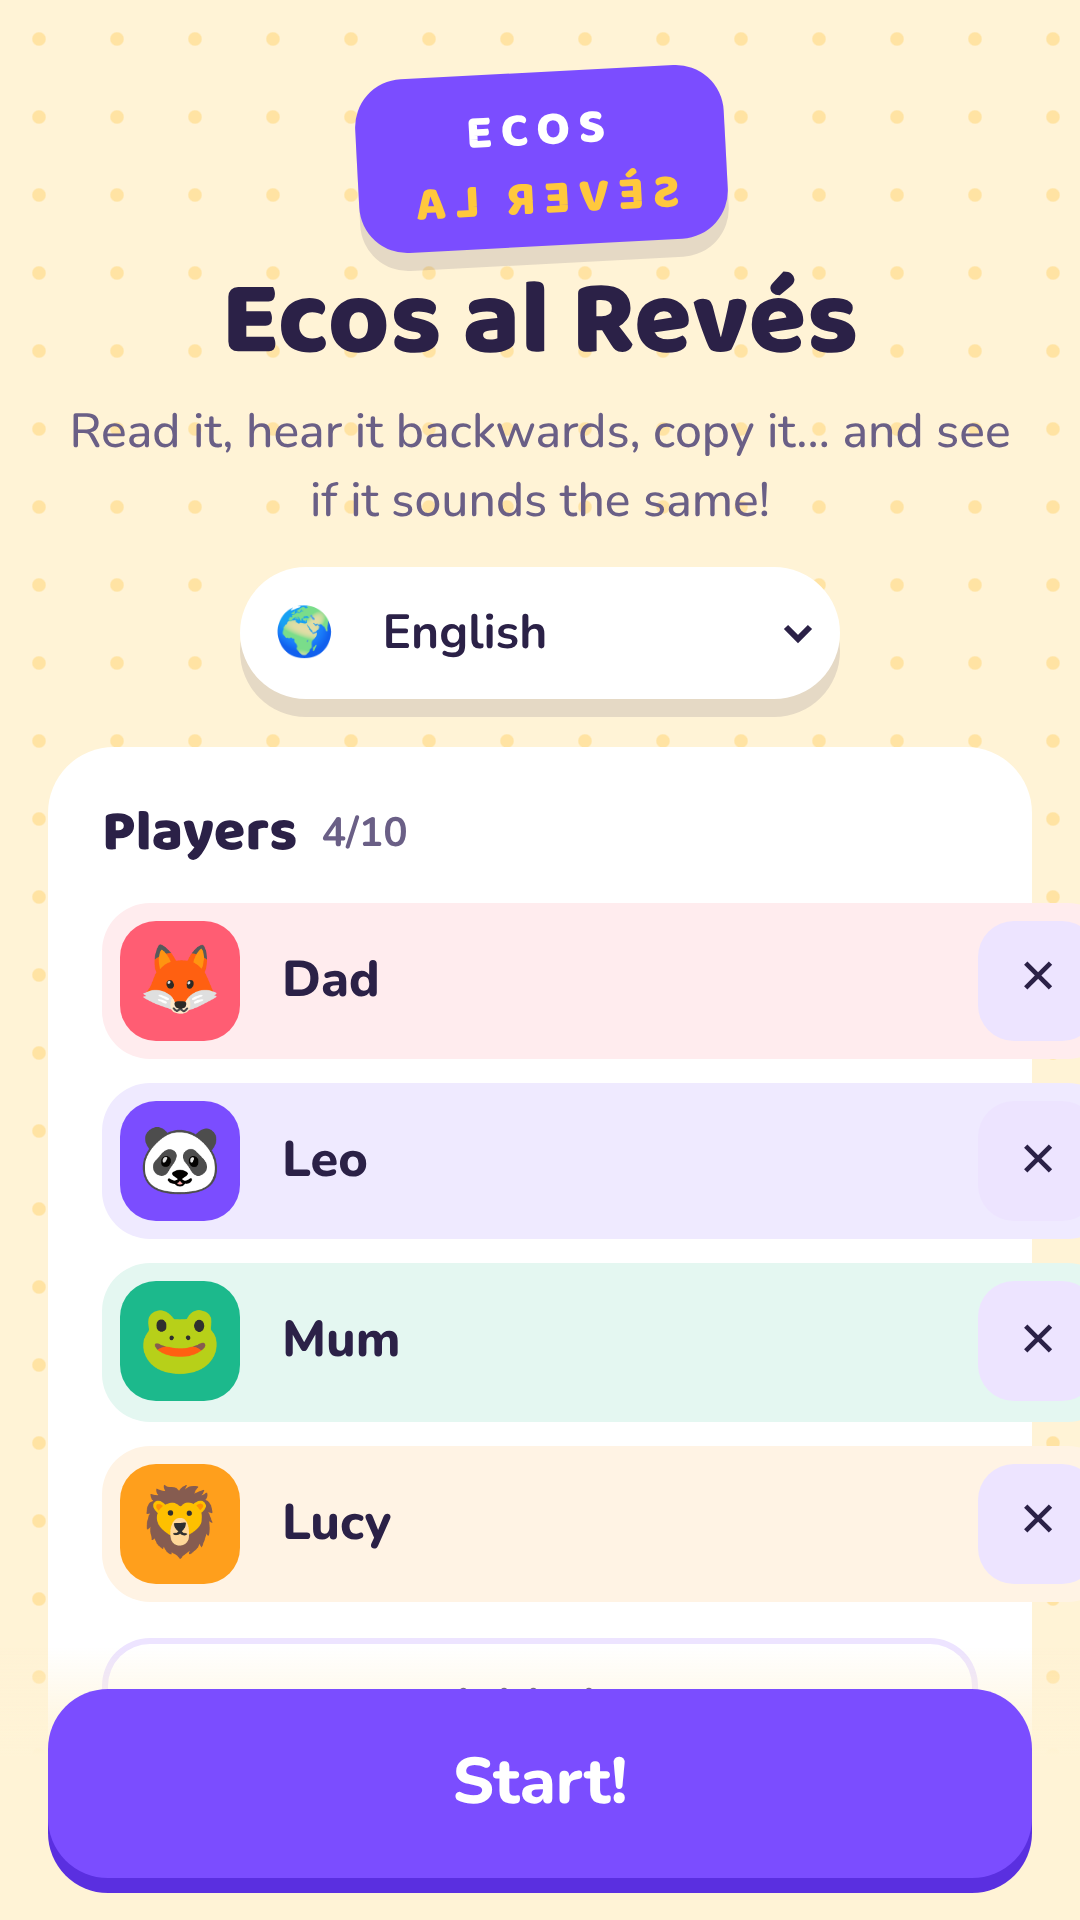 ECOS
AL REVÉS
Ecos al Revés
Read it, hear it backwards, copy it... and see
if it sounds the same!
English
Players 4/10
Dad ×
Leo ×
Mum ×
Lucy ×
Start!